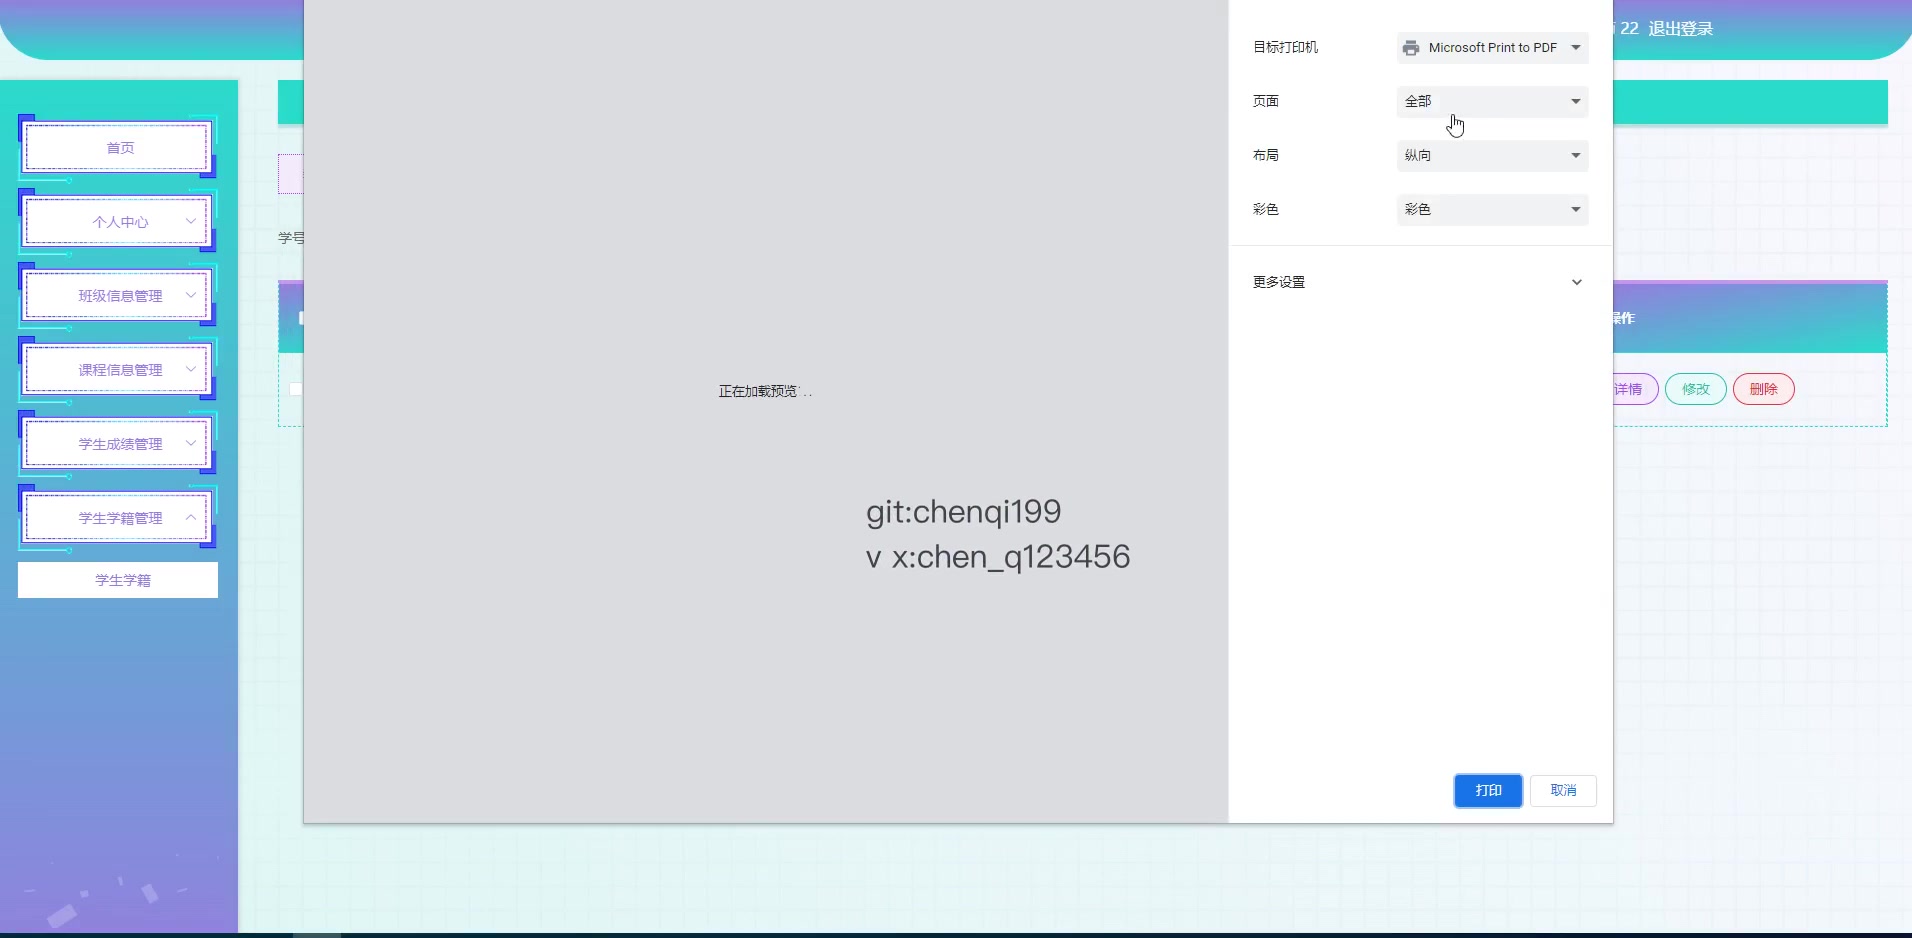 目标打印机
Microsoft Print to PDF
22 退出登录
页面
全部
首页
布局
纵向
个人中心
彩色
彩色
学号
更多设置
班级信息管理
操作
课程信息管理
正在加载预览...
详情
修改
删除
学生成绩管理
git:chenqi199
学生学籍管理
v x:chen_q123456
学生学籍
打印
取消